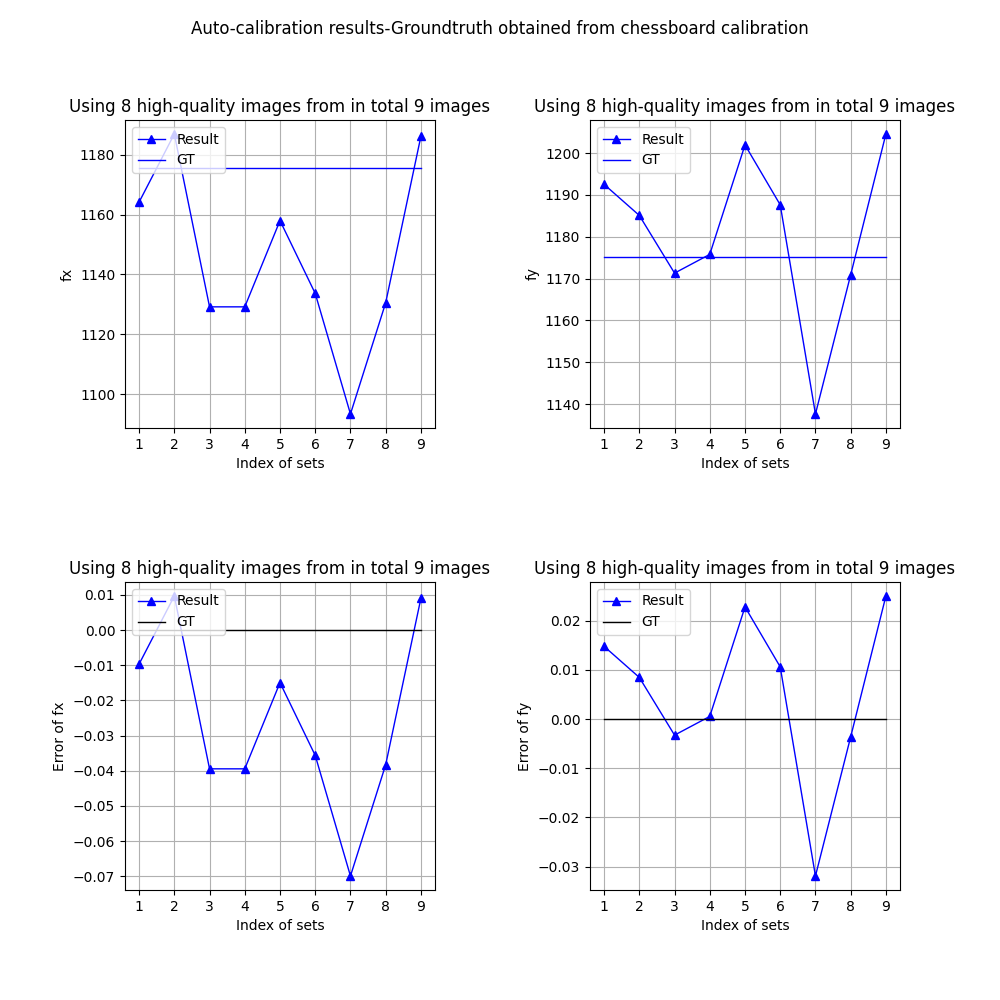 Auto-calibration results-Groundtruth obtained from chessboard calibration
Using 8 high-quality images from in total 9 images
Result
GT
1180
1160
1140
1120
1100
fx
1 2 3 4 5 6 7 8 9
Index of sets
Using 8 high-quality images from in total 9 images
Result
GT
1200
1190
1180
1170
1160
1150
1140
fy
1 2 3 4 5 6 7 8 9
Index of sets
Using 8 high-quality images from in total 9 images
Result
GT
0.01
0.00
−0.01
−0.02
−0.03
−0.04
−0.05
−0.06
−0.07
Error of fx
1 2 3 4 5 6 7 8 9
Index of sets
Using 8 high-quality images from in total 9 images
Result
GT
0.02
0.01
0.00
−0.01
−0.02
−0.03
Error of fy
1 2 3 4 5 6 7 8 9
Index of sets